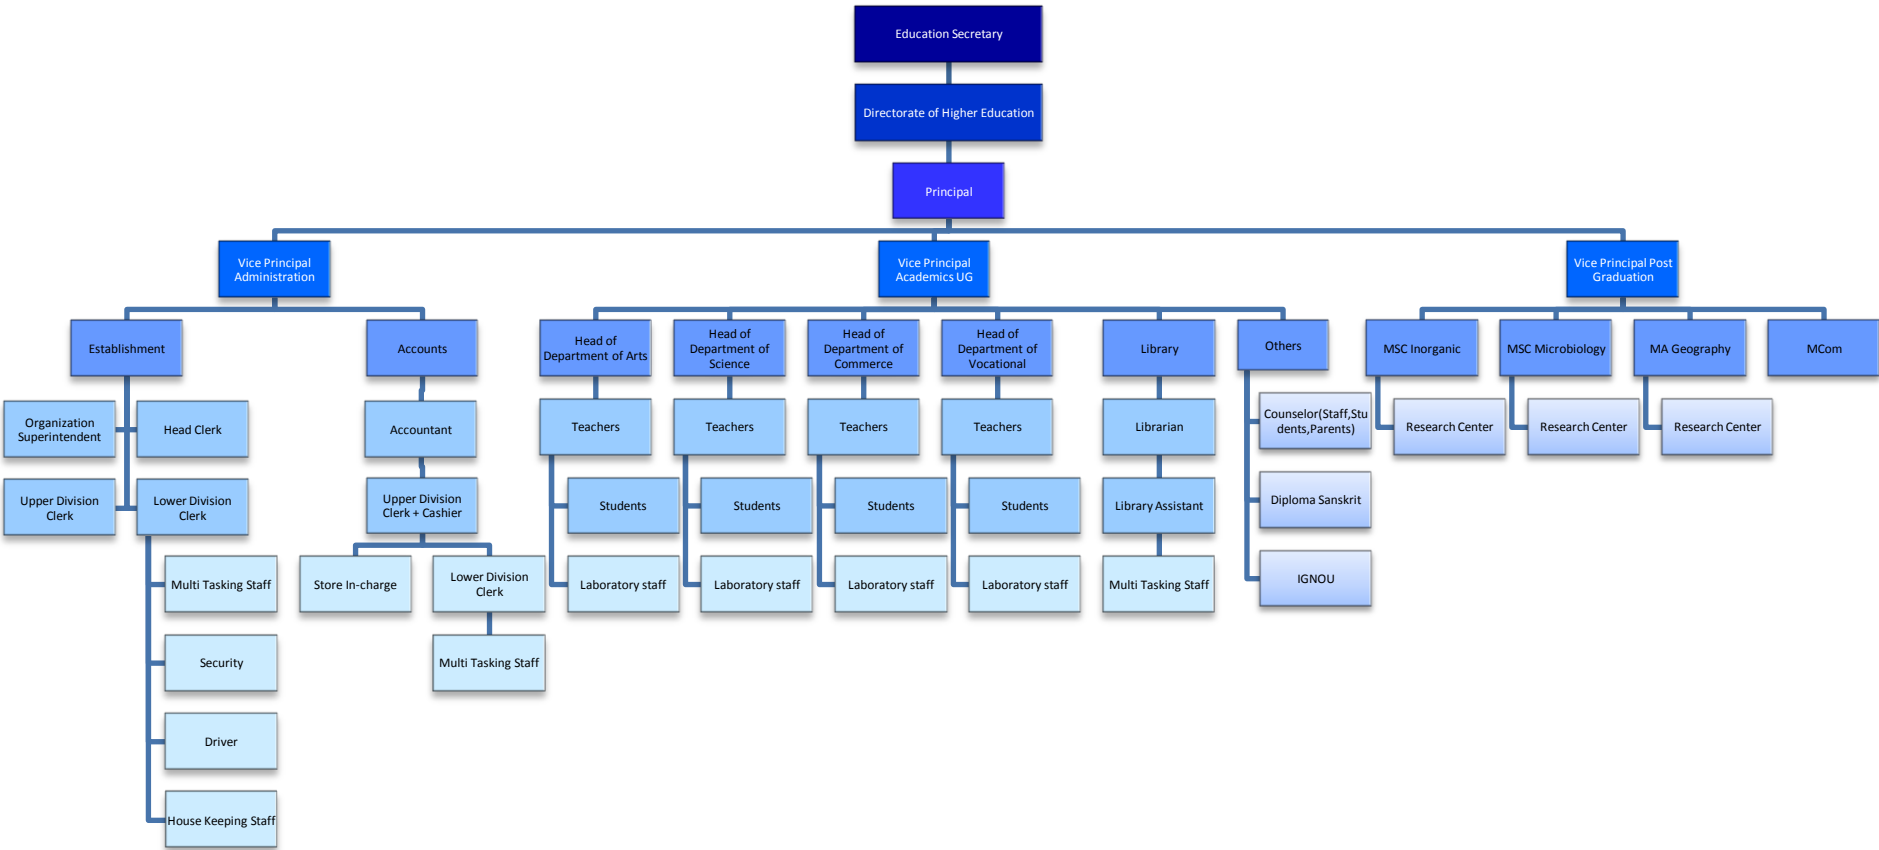 Education Secretary
Directorate of Higher Education
Principal
Vice Principal
Administration
Vice Principal
Academics UG
Vice Principal Post
Graduation
Establishment
Accounts
Head of
Department of Arts
Head of
Department of
Science
Head of
Department of
Commerce
Head of
Department of
Vocational
Library
Others
MSC Inorganic
MSC Microbiology
MA Geography
MCom
Organization
Superintendent
Head Clerk
Accountant
Teachers
Teachers
Teachers
Teachers
Librarian
Counselor(Staff,Stu
dents,Parents)
Research Center
Research Center
Research Center
Upper Division
Clerk
Lower Division
Clerk
Upper Division
Clerk + Cashier
Students
Students
Students
Students
Library Assistant
Diploma Sanskrit
Multi Tasking Staff
Store In-charge
Lower Division
Clerk
Laboratory staff
Laboratory staff
Laboratory staff
Laboratory staff
Multi Tasking Staff
IGNOU
Security
Multi Tasking Staff
Driver
House Keeping Staff